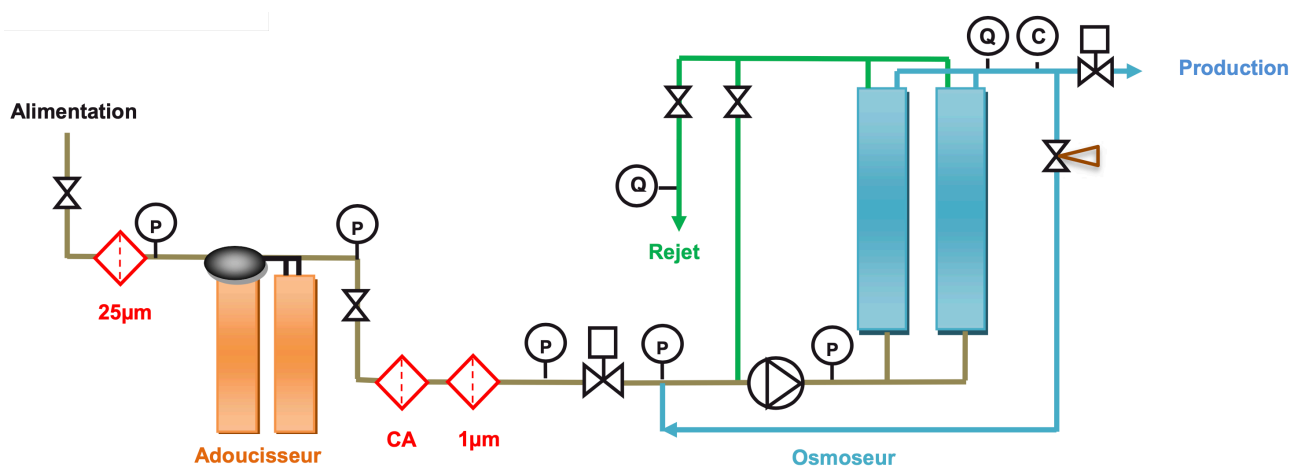 Q
C
Production
Alimentation
Q
P
P
Rejet
25µm
P
P
P
CA
1µm
Adoucisseur
Osmoseur